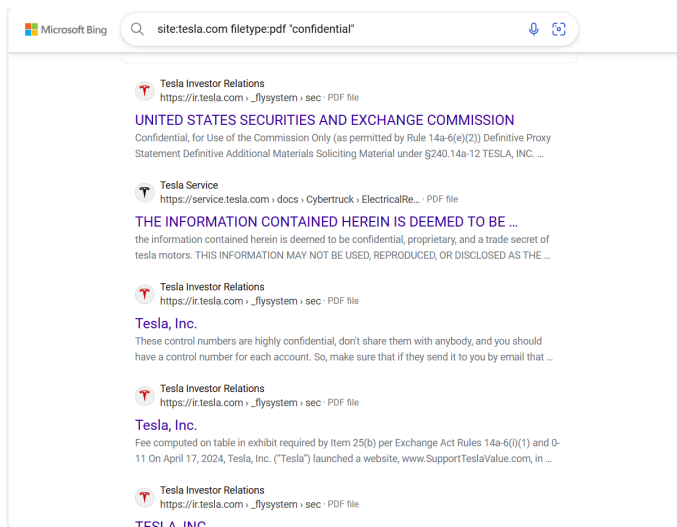 Microsoft Bing
site:tesla.com filetype:pdf "confidential"
Tesla Investor Relations
https://ir.tesla.com › _flysystem › sec · PDF file
UNITED STATES SECURITIES AND EXCHANGE COMMISSION
Confidential, for Use of the Commission Only (as permitted by Rule 14a-6(e)(2)) Definitive Proxy
Statement Definitive Additional Materials Soliciting Material under §240.14a-12 TESLA, INC. ...
Tesla Service
https://service.tesla.com › docs › Cybertruck › ElectricalRe... · PDF file
THE INFORMATION CONTAINED HEREIN IS DEEMED TO BE ...
the information contained herein is deemed to be confidential, proprietary, and a trade secret of
tesla motors. THIS INFORMATION MAY NOT BE USED, REPRODUCED, OR DISCLOSED AS THE ...
Tesla Investor Relations
https://ir.tesla.com › _flysystem › sec · PDF file
Tesla, Inc.
These control numbers are highly confidential, don't share them with anybody, and you should
have a control number for each account. So, make sure that if they send it to you by email that ...
Tesla Investor Relations
https://ir.tesla.com › _flysystem › sec · PDF file
Tesla, Inc.
Fee computed on table in exhibit required by Item 25(b) per Exchange Act Rules 14a-6(i)(1) and 0-
11 On April 17, 2024, Tesla, Inc. (“Tesla”) launched a website, www.SupportTeslaValue.com, in ...
Tesla Investor Relations
https://ir.tesla.com › _flysystem › sec · PDF file
TESLA, INC.